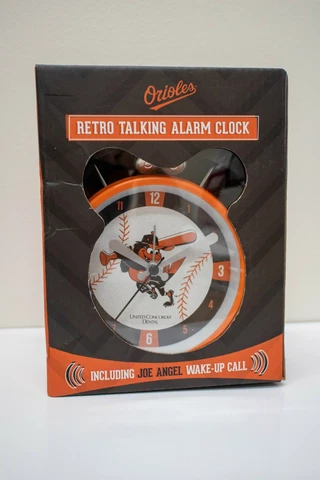 Orioles
RETRO TALKING ALARM CLOCK
11 12 1
3
UNITED CONCORDIA
DENTAL
7 6 5
INCLUDING JOE ANGEL WAKE-UP CALL